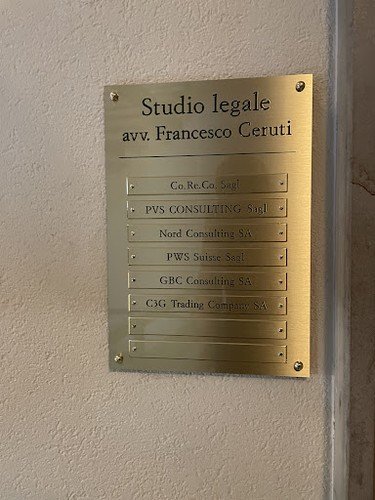 Studio legale
avv. Francesco Ceruti
Co.Re.Co. Sagl
PVS CONSULTING Sagl
Nord Consulting SA
PWS Suisse Sagl
GBC Consulting SA
C3G Trading Company SA